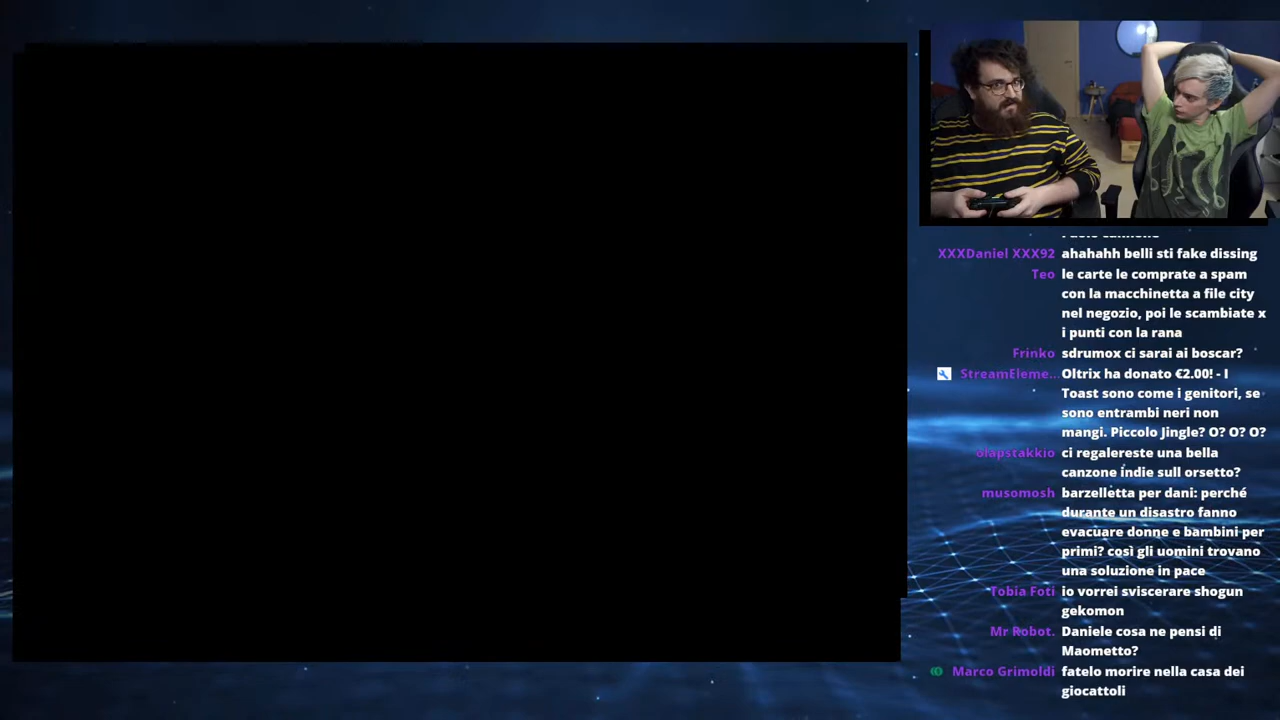 XXXDaniel XXX92 ahahahh belli sti fake dissing
Teo le carte le comprate a spam
con la macchinetta a file city
nel negozio, poi le scambiate x
i punti con la rana
Frinko sdrumox ci sarai ai boscar?
StreamEleme... Oltrix ha donato €2.00! - I
Toast sono come i genitori, se
sono entrambi neri non
mangi. Piccolo Jingle? O? O? O?
olapstakkio ci regalereste una bella
canzone indie sull orsetto?
musomosh barzelletta per dani: perché
durante un disastro fanno
evacuare donne e bambini per
primi? così gli uomini trovano
una soluzione in pace
Tobia Foti io vorrei sviscerare shogun
gekomon
Mr Robot. Daniele cosa ne pensi di
Maometto?
Marco Grimoldi fatelo morire nella casa dei
giocattoli